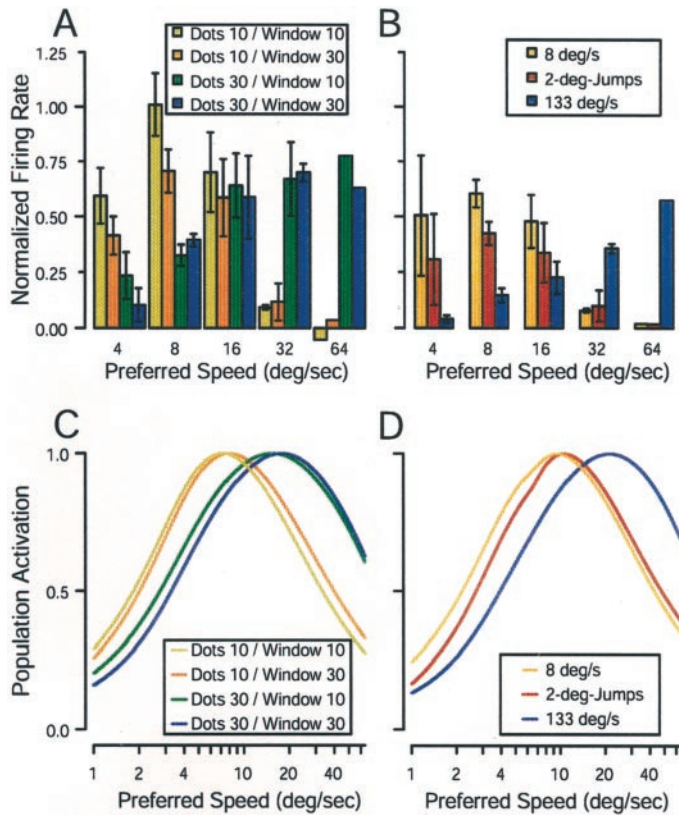 A
Normalized Firing Rate
1.25
1.00
0.75
0.50
0.25
0.00
Dots 10 / Window 10
Dots 10 / Window 30
Dots 30 / Window 10
Dots 30 / Window 30
4 8 16 32 64
Preferred Speed (deg/sec)
B
8 deg/s
2-deg-Jumps
133 deg/s
4 8 16 32 64
Preferred Speed (deg/sec)
C
Population Activation
1.0
0.5
0.0
Dots 10 / Window 10
Dots 10 / Window 30
Dots 30 / Window 10
Dots 30 / Window 30
1 2 4 10 20 40
Preferred Speed (deg/sec)
D
8 deg/s
2-deg-Jumps
133 deg/s
1 2 4 10 20 40
Preferred Speed (deg/sec)